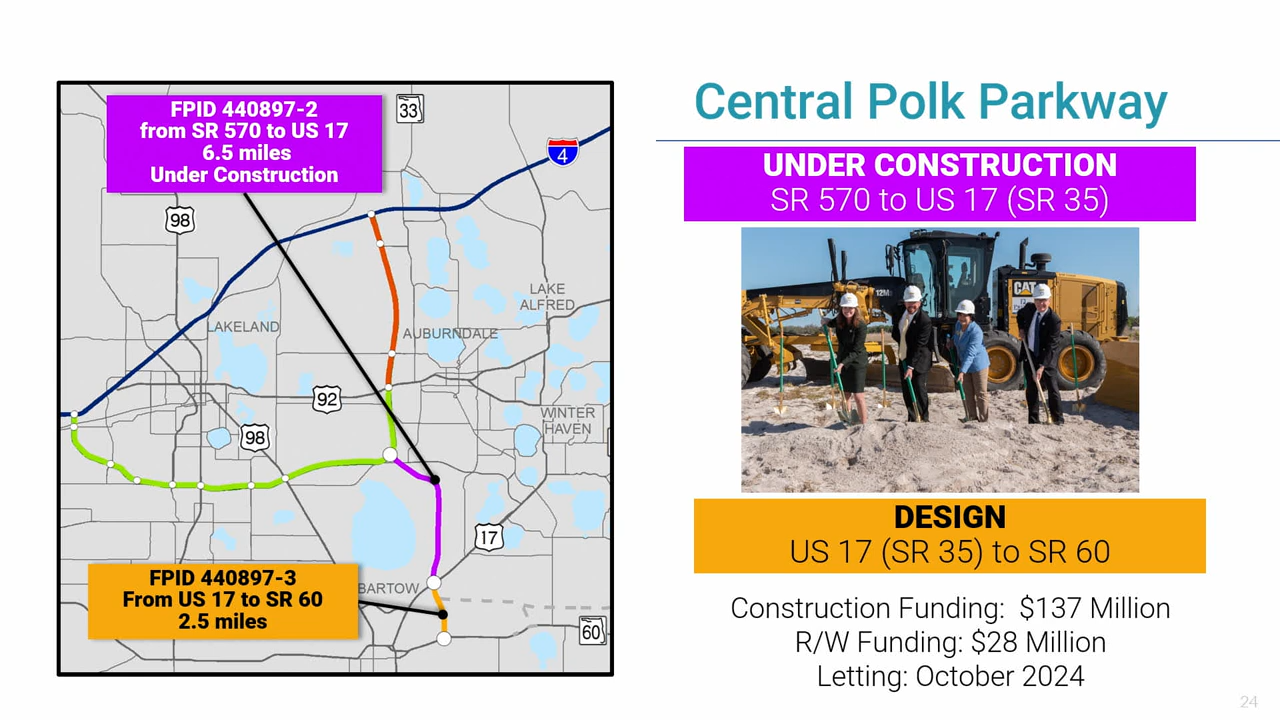 Central Polk Parkway
FPID 440897-2
from SR 570 to US 17
6.5 miles
Under Construction
33
4
98
LAKE
ALFRED
LAKELAND
AUBURNDALE
92
WINTER
HAVEN
98
17
FPID 440897-3
From US 17 to SR 60
2.5 miles
BARTOW
60
UNDER CONSTRUCTION
SR 570 to US 17 (SR 35)
CAT
12M
DESIGN
US 17 (SR 35) to SR 60
Construction Funding:  $137 Million
R/W Funding: $28 Million
Letting: October 2024
24